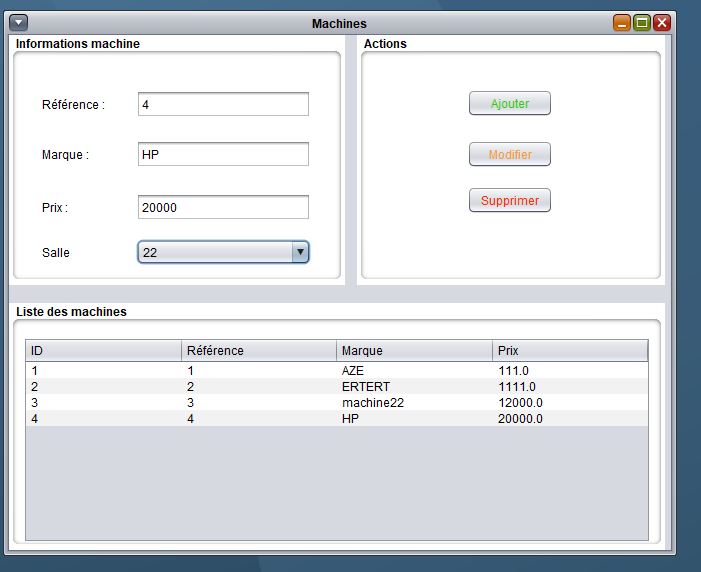 Machines
Informations machine
Actions
Référence :
4
Ajouter
Marque :
HP
Modifier
Prix :
20000
Supprimer
Salle
22
Liste des machines
ID Référence Marque Prix
1 1 AZE 111.0
2 2 ERTERT 1111.0
3 3 machine22 12000.0
4 4 HP 20000.0